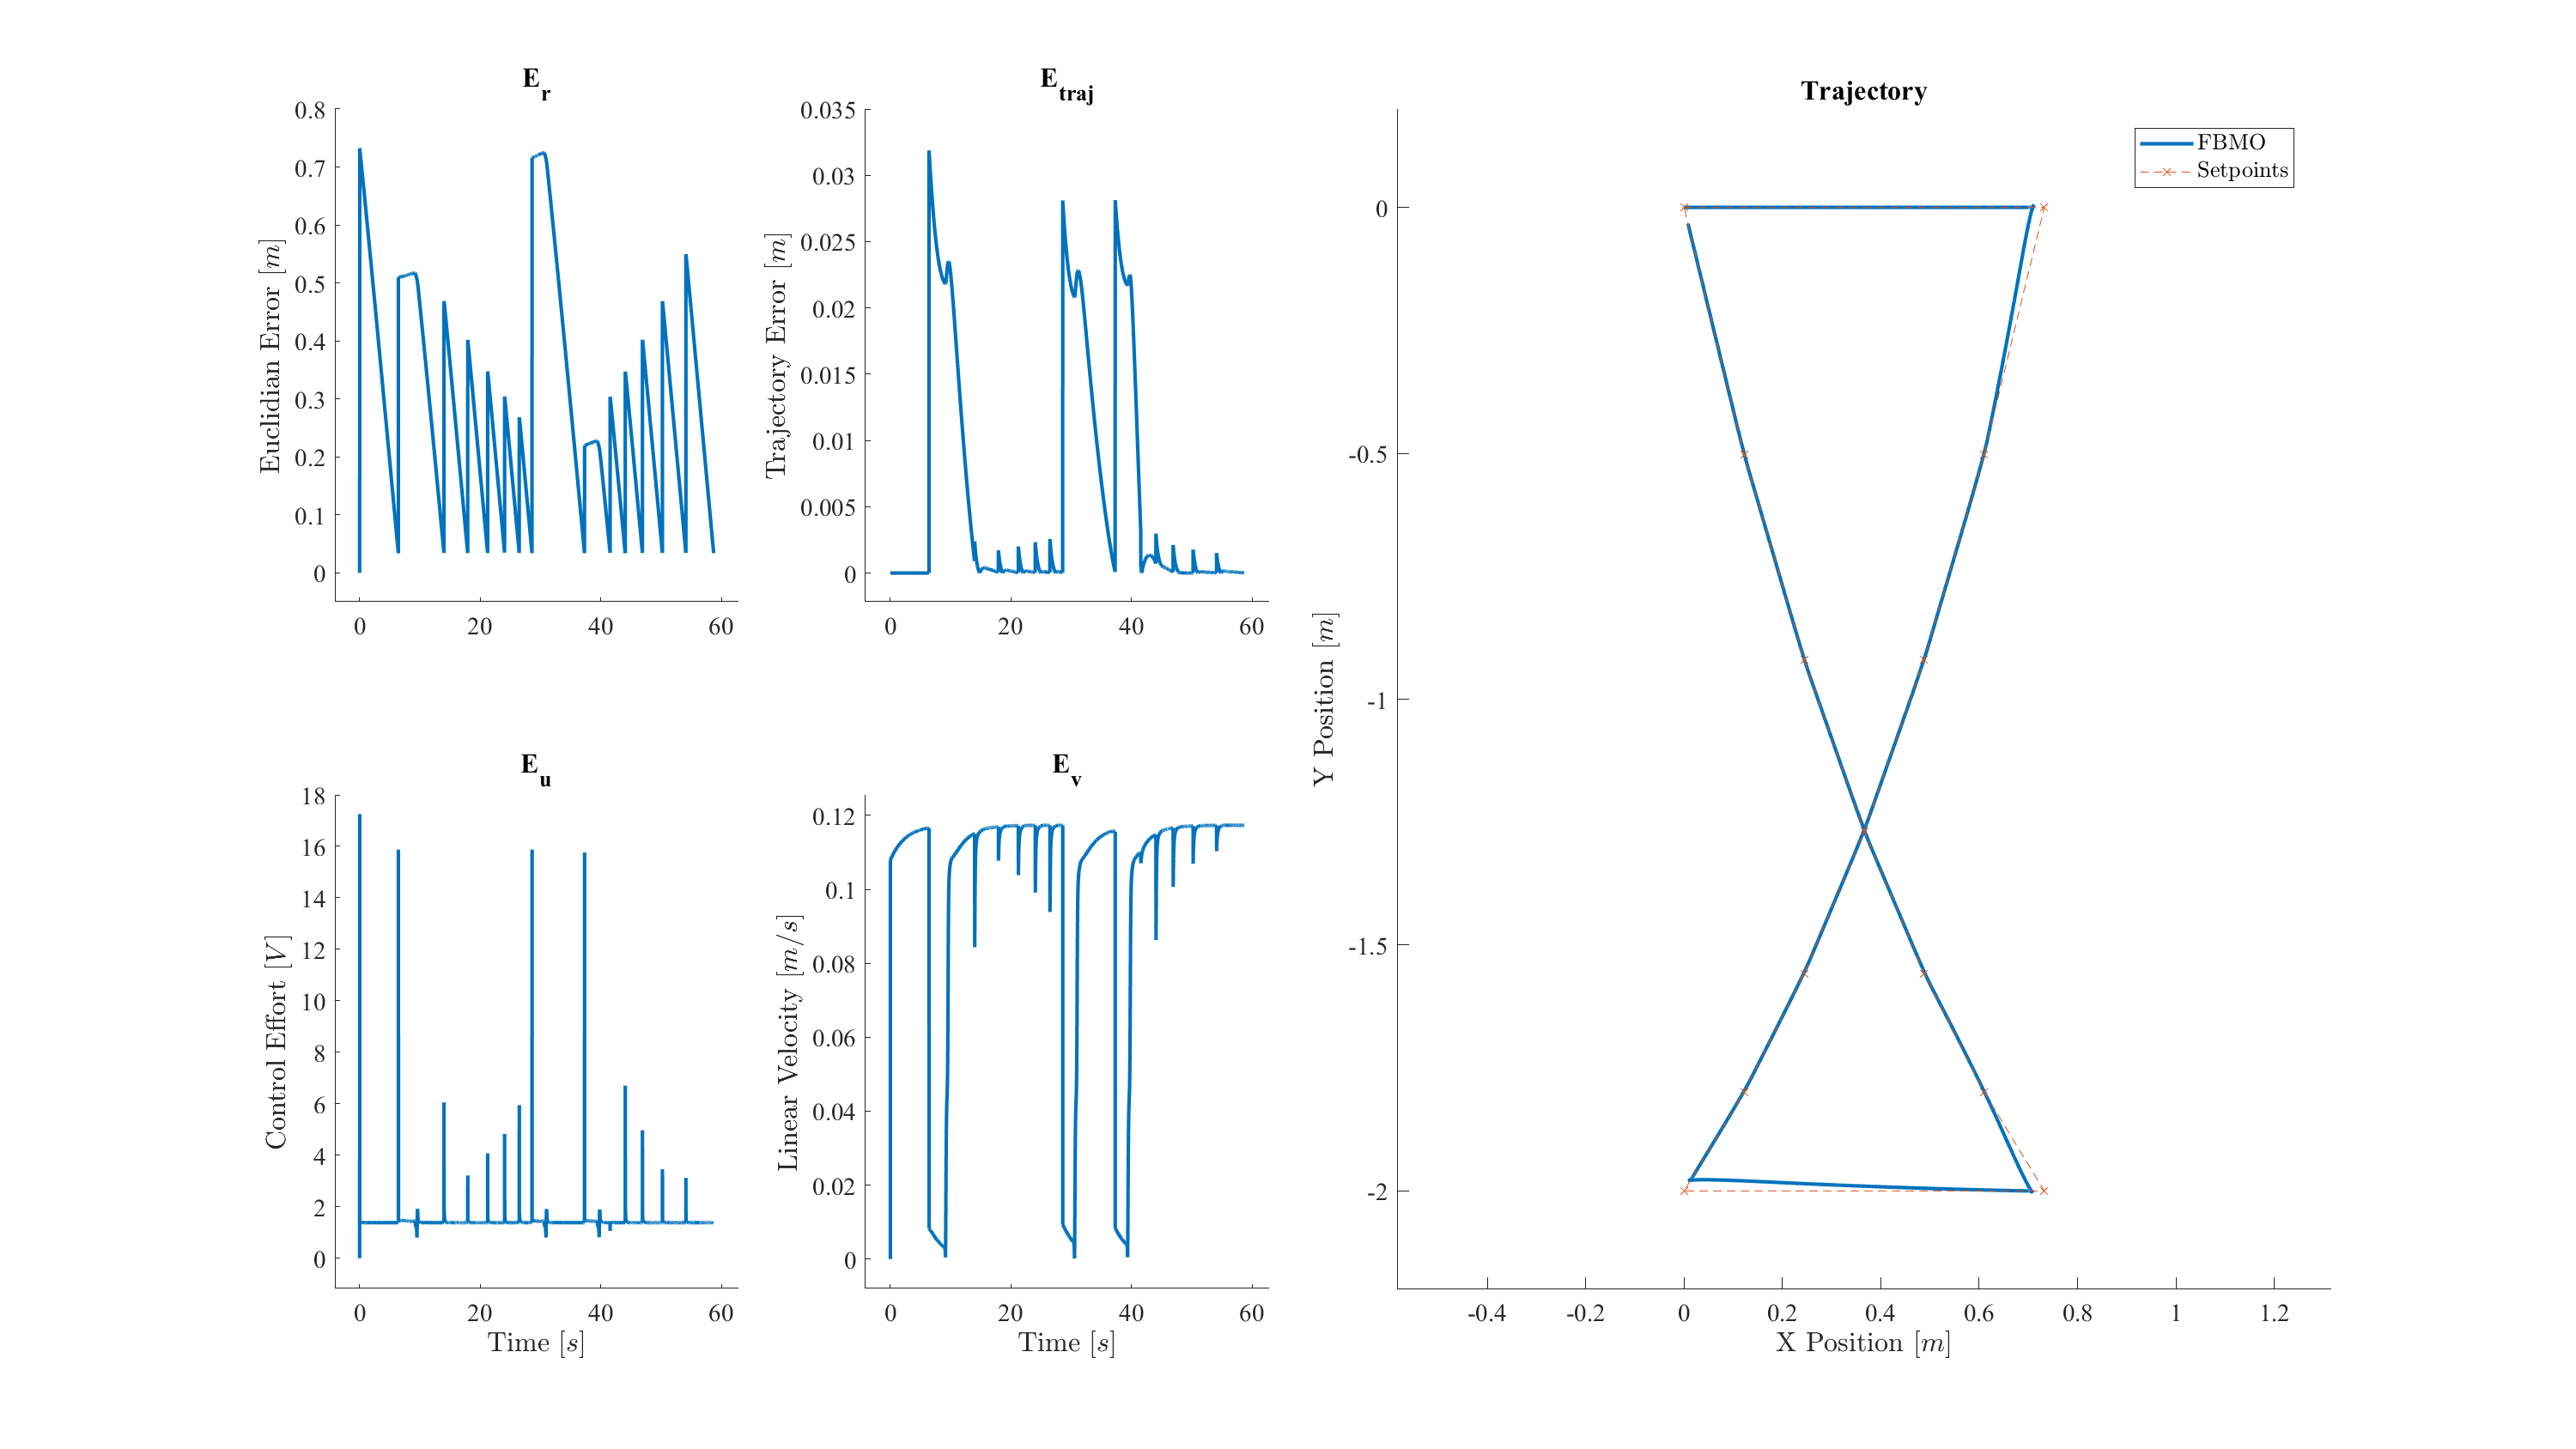 E_r
0.8
0.7
0.6
0.5
0.4
0.3
0.2
0.1
0
Euclidian Error [m]
0 20 40 60
E_traj
0.035
0.03
0.025
0.02
0.015
0.01
0.005
0
Trajectory Error [m]
0 20 40 60
E_u
18
16
14
12
10
8
6
4
2
0
Control Effort [V]
0 20 40 60
Time [s]
E_v
0.12
0.1
0.08
0.06
0.04
0.02
0
Linear Velocity [m/s]
0 20 40 60
Time [s]
Trajectory
FBMO
Setpoints
0
-0.5
-1
-1.5
-2
Y Position [m]
-0.4 -0.2 0 0.2 0.4 0.6 0.8 1 1.2
X Position [m]